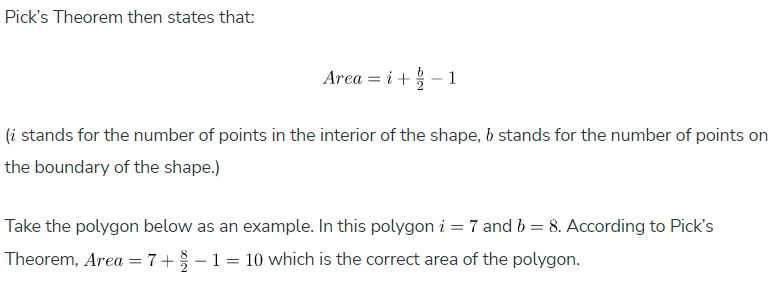 Pick's Theorem then states that:
Area = i + b/2 − 1
(i stands for the number of points in the interior of the shape, b stands for the number of points on
the boundary of the shape.)
Take the polygon below as an example. In this polygon i = 7 and b = 8. According to Pick's
Theorem, Area = 7 + 8/2 − 1 = 10 which is the correct area of the polygon.